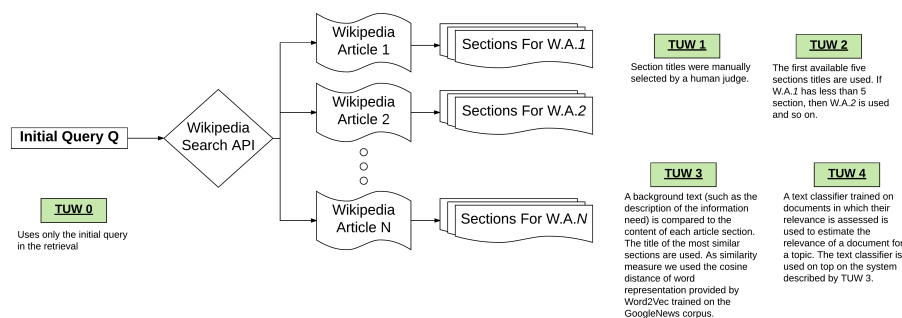 Initial Query Q
Wikipedia
Search API
Wikipedia
Article 1
Sections For W.A.1
Wikipedia
Article 2
Sections For W.A.2
Wikipedia
Article N
Sections For W.A.N
TUW 0
Uses only the initial query
in the retrieval
TUW 1
Section titles were manually
selected by a human judge.
TUW 2
The first available five
sections titles are used. If
W.A.1 has less than 5
section, then W.A.2 is used
and so on.
TUW 3
A background text (such as the
description of the information
need) is compared to the
content of each article section.
The title of the most similar
sections are used. As similarity
measure we used the cosine
distance of word
representation provided by
Word2Vec trained on the
GoogleNews corpus.
TUW 4
A text classifier trained on
documents in which their
relevance is assessed is
used to estimate the
relevance of a document for
a topic. The text classifier is
used on top on the system
described by TUW 3.